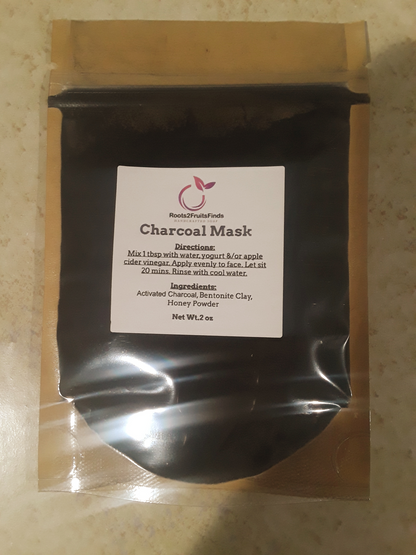 Roots2FruitsFinds
Charcoal Mask
Directions:
Mix 1 tbsp with water, yogurt &/or apple
cider vinegar. Apply evenly to face. Let sit
20 mins. Rinse with cool water.
Ingredients:
Activated Charcoal, Bentonite Clay,
Honey Powder
Net Wt.2 oz